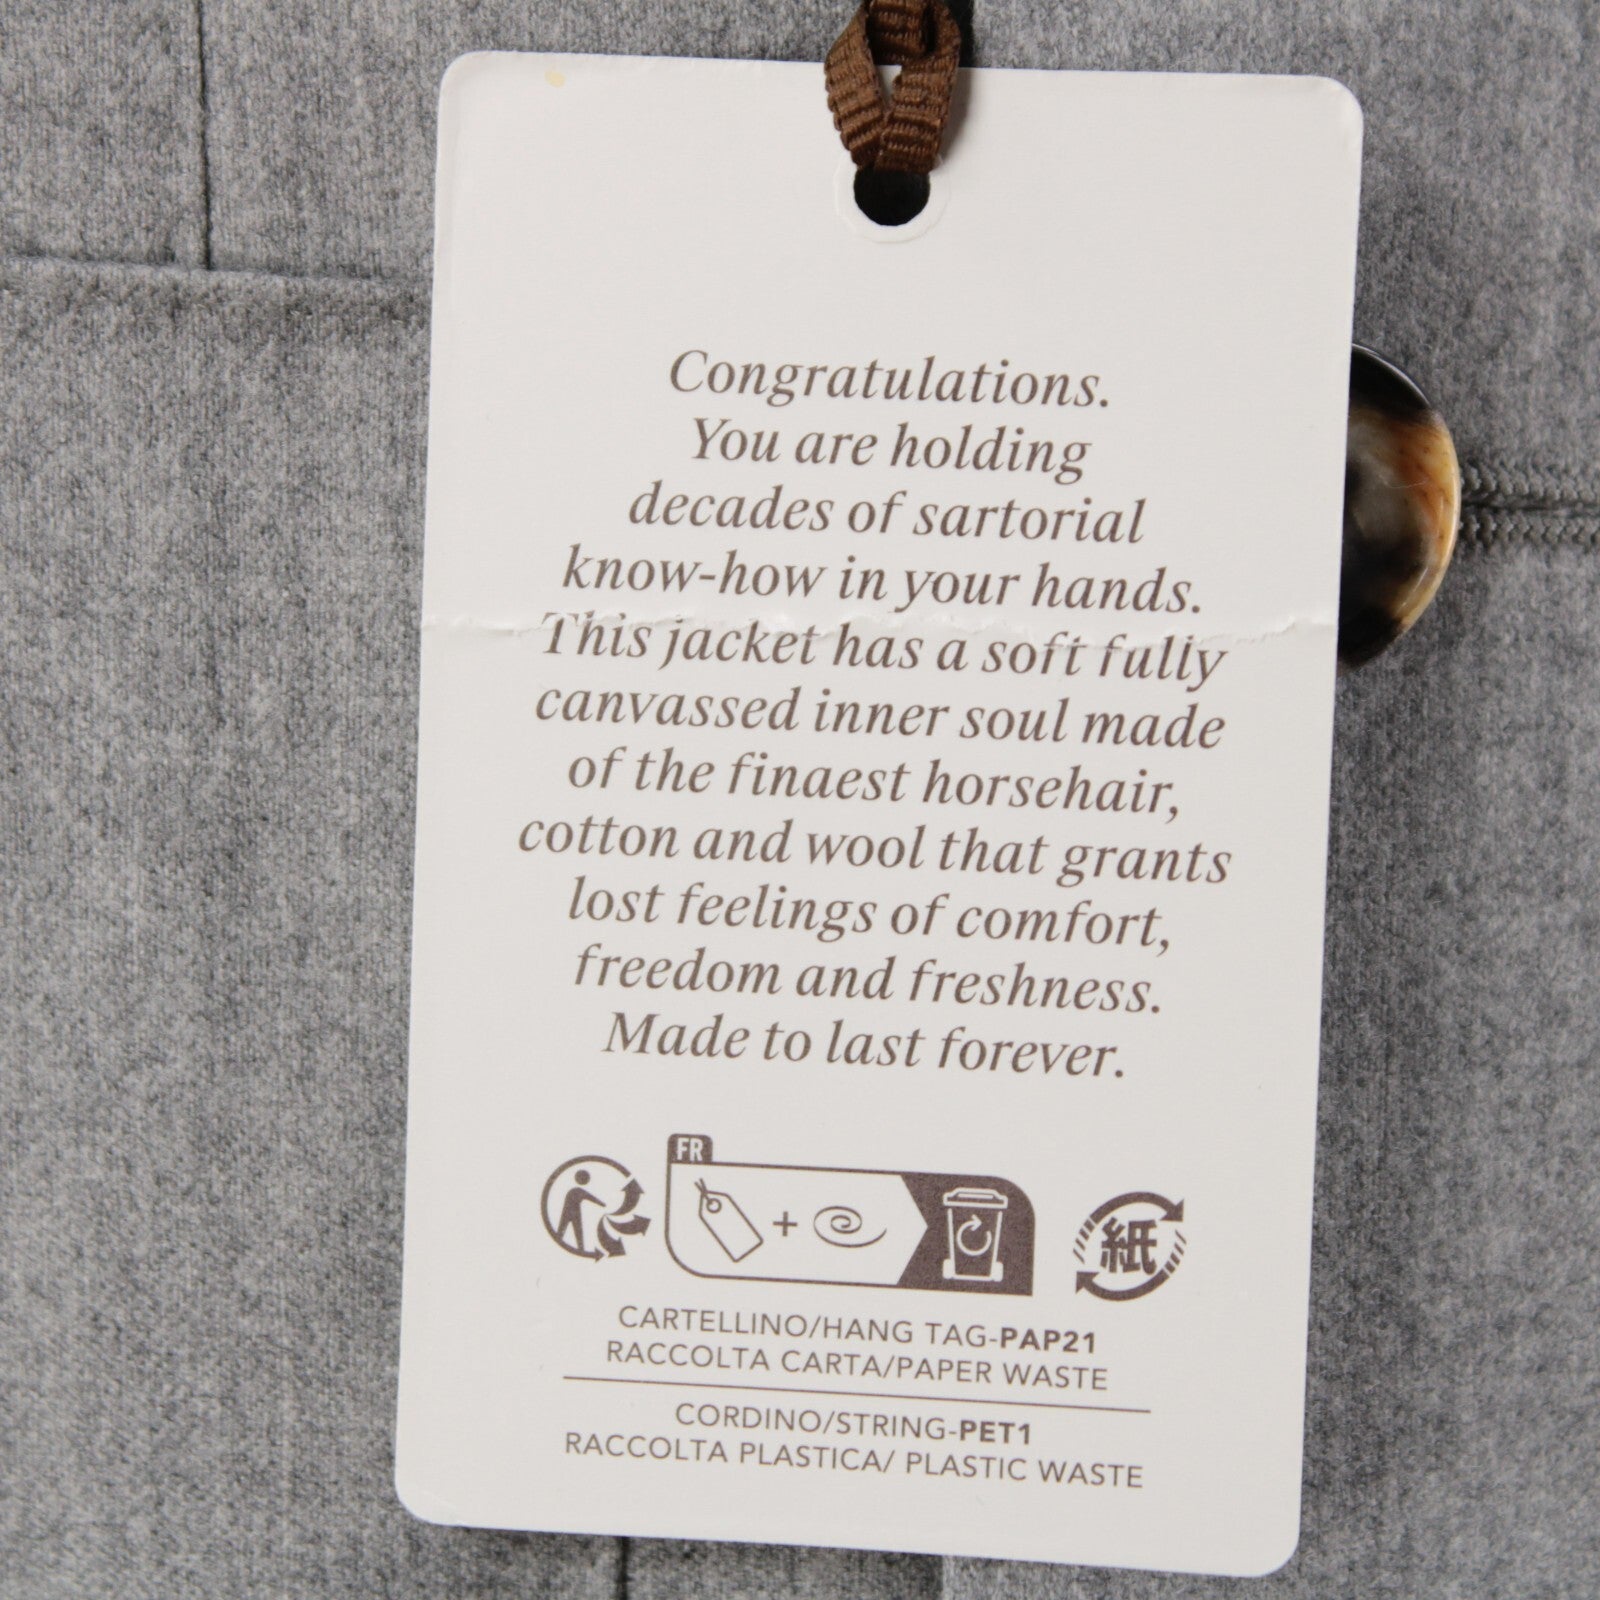 Congratulations.
You are holding
decades of sartorial
know-how in your hands.
This jacket has a soft fully
canvassed inner soul made
of the finaest horsehair,
cotton and wool that grants
lost feelings of comfort,
freedom and freshness.
Made to last forever.
FR
+
紙
CARTELLINO/HANG TAG-PAP21
RACCOLTA CARTA/PAPER WASTE
CORDINO/STRING-PET1
RACCOLTA PLASTICA/ PLASTIC WASTE